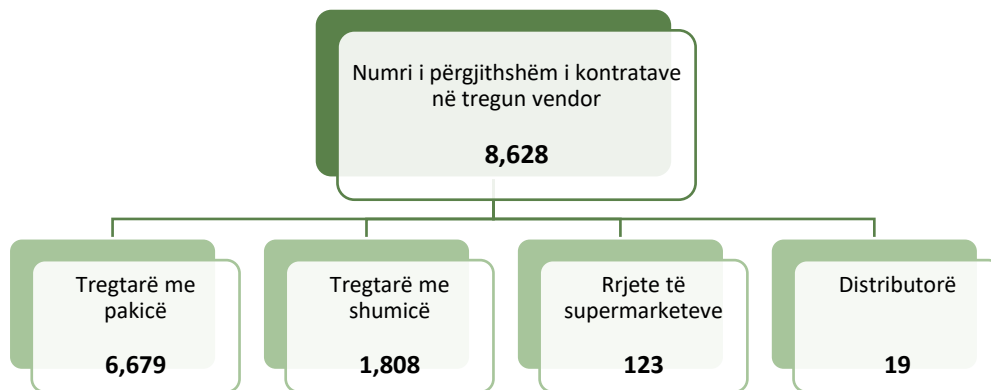 Numri i përgjithshëm i kontratave
në tregun vendor
8,628
Tregtarë me
pakicë
6,679
Tregtarë me
shumicë
1,808
Rrjete të
supermarketeve
123
Distributorë
19